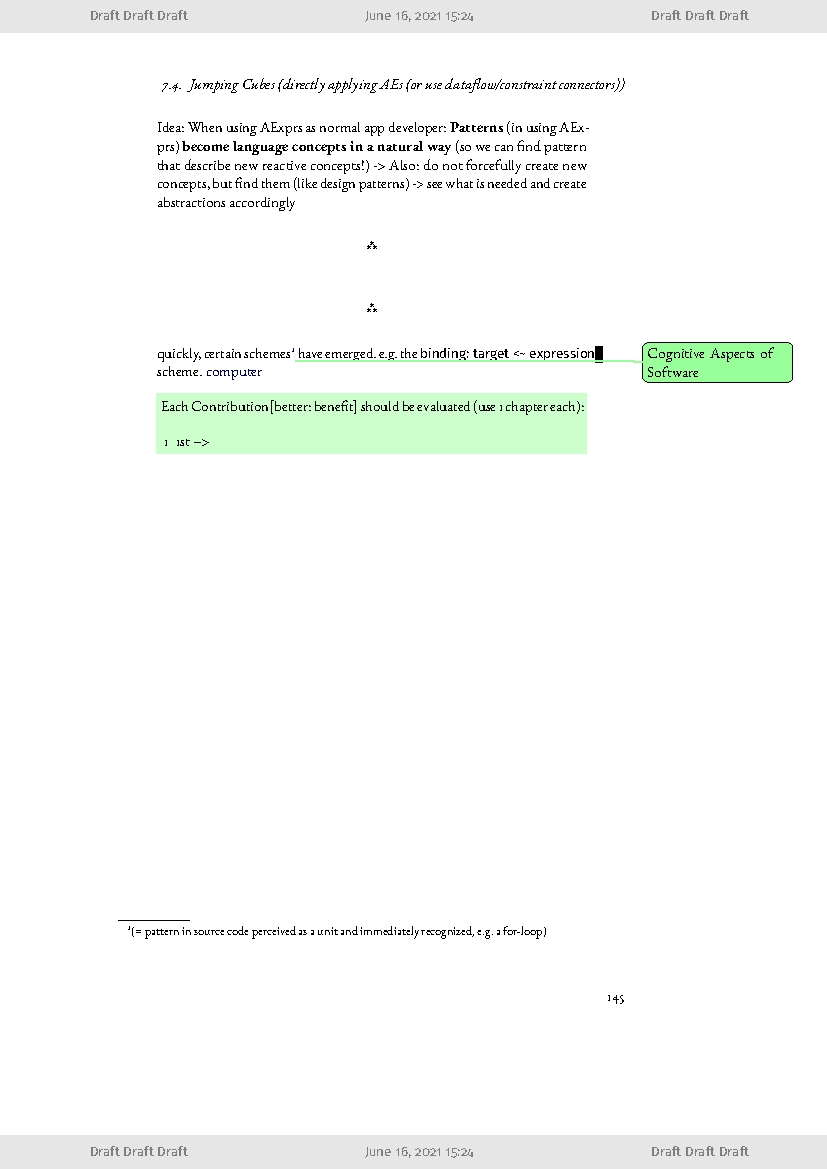 Draft Draft Draft June 16, 2021 15:24 Draft Draft Draft
7.4. Jumping Cubes (directly applying AEs (or use dataflow/constraint connectors))
Idea: When using AExprs as normal app developer: Patterns (in using AEx-
prs) become language concepts in a natural way (so we can find pattern
that describe new reactive concepts!) -> Also: do not forcefully create new
concepts, but find them (like design patterns) -> see what is needed and create
abstractions accordingly
⁂
⁂
quickly, certain schemes¹ have emerged. e.g. the binding: target <~ expression
scheme. computer
Cognitive Aspects of
Software
Each Contribution[better: benefit] should be evaluated (use 1 chapter each):
1 1st —>
¹(= pattern in source code perceived as a unit and immediately recognized, e.g. a for-loop)
145
Draft Draft Draft June 16, 2021 15:24 Draft Draft Draft